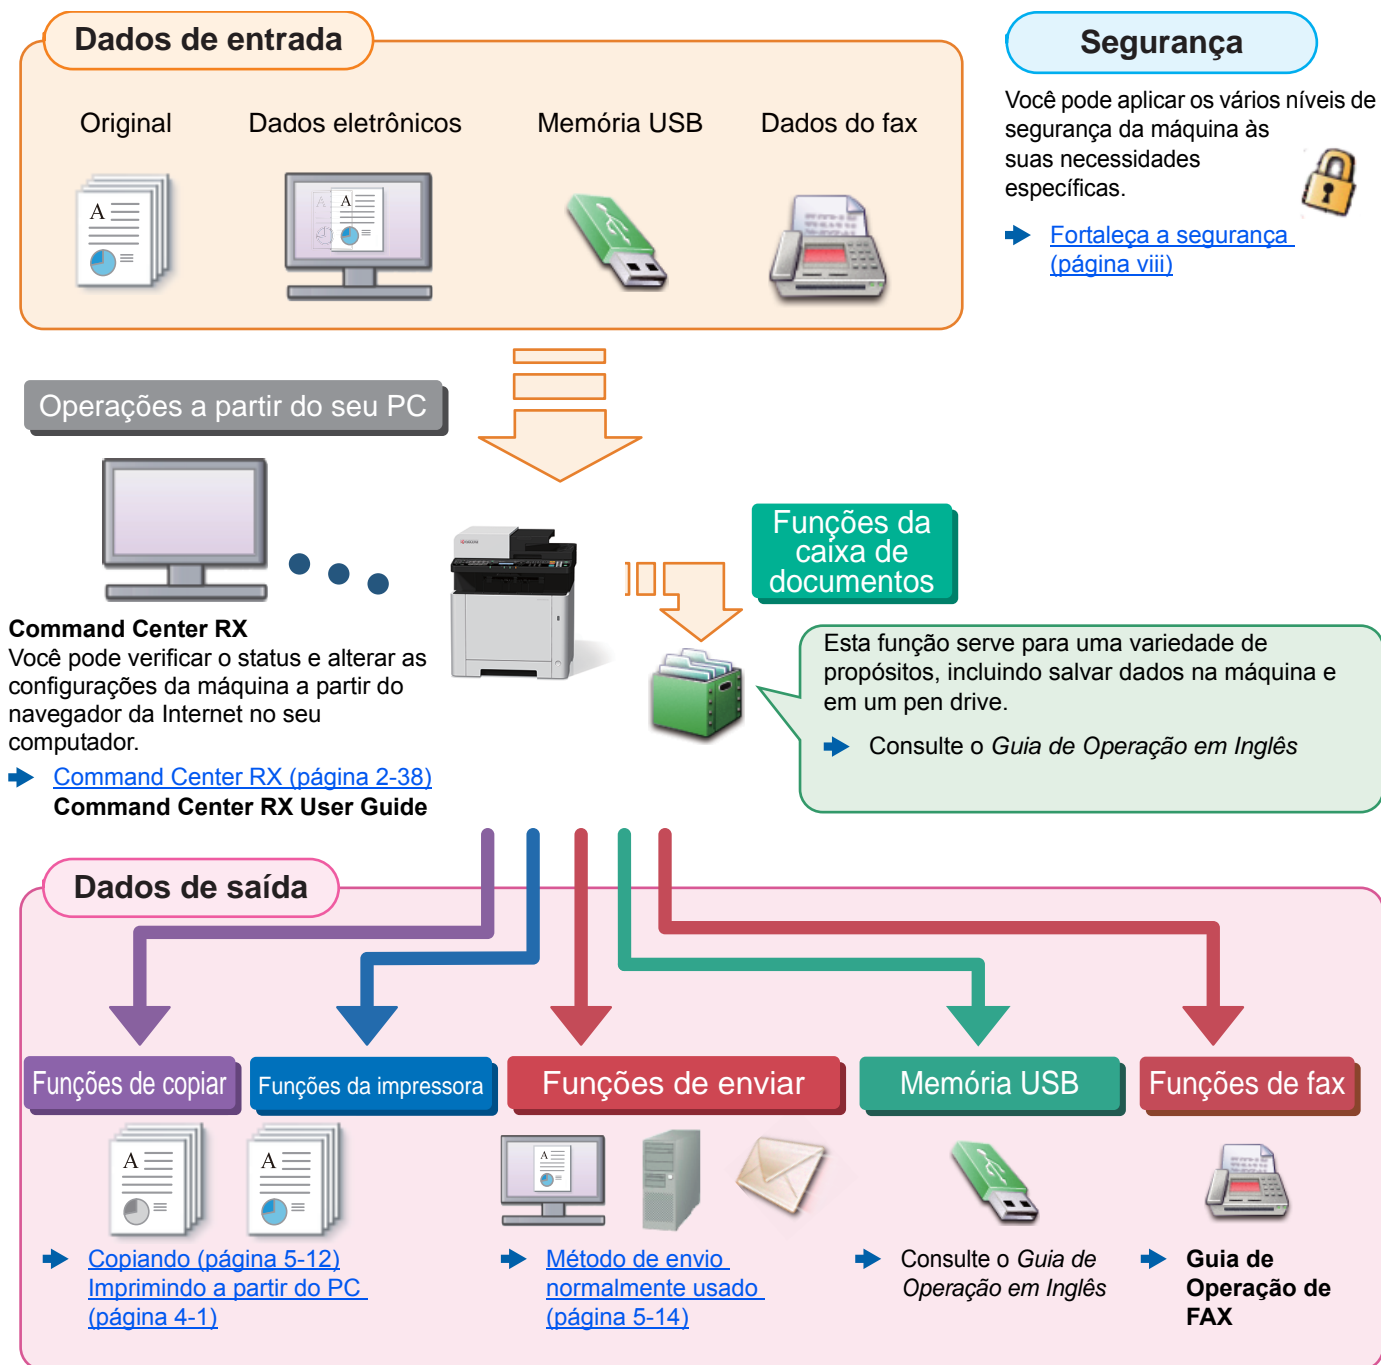 Dados de entrada
Original
Dados eletrônicos
Memória USB
Dados do fax
Segurança
Você pode aplicar os vários níveis de
segurança da máquina às
suas necessidades
específicas.
Fortaleça a segurança
(página viii)
Operações a partir do seu PC
Command Center RX
Você pode verificar o status e alterar as
configurações da máquina a partir do
navegador da Internet no seu
computador.
Command Center RX (página 2-38)
Command Center RX User Guide
Funções da
caixa de
documentos
Esta função serve para uma variedade de
propósitos, incluindo salvar dados na máquina e
em um pen drive.
Consulte o Guia de Operação em Inglês
Dados de saída
Funções de copiar
Funções da impressora
Funções de enviar
Memória USB
Funções de fax
Copiando (página 5-12)
Imprimindo a partir do PC
(página 4-1)
Método de envio
normalmente usado
(página 5-14)
Consulte o Guia de
Operação em Inglês
Guia de
Operação de
FAX